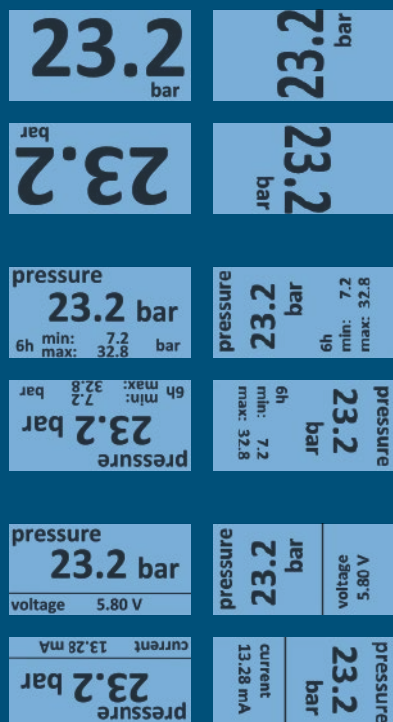 23.2
bar
23.2
bar
23.2
bar
23.2
bar
pressure
23.2 bar
6h min: 7.2
max: 32.8 bar
pressure
23.2
bar
6h
min: 7.2
max: 32.8
pressure
23.2 bar
6h min: 7.2
max: 32.8 bar
pressure
23.2
bar
6h
min: 7.2
max: 32.8
pressure
23.2 bar
voltage 5.80 V
pressure
23.2
bar
voltage
5.80 V
pressure
23.2 bar
current 13.28 mA
pressure
23.2
bar
current
13.28 mA